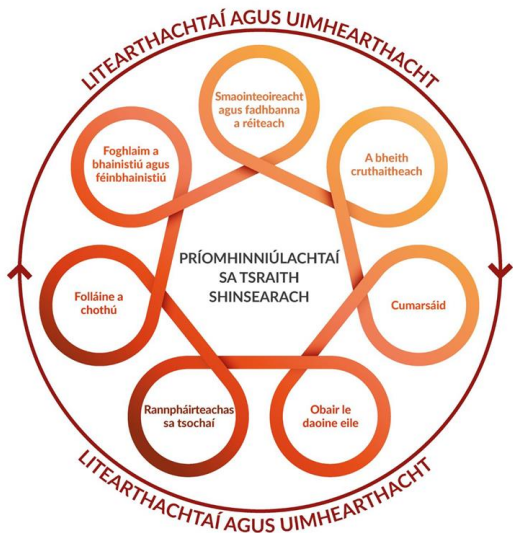 LITEARTHACHTAÍ AGUS UIMHEARTHACHT
Smaointeoireacht
agus fadhbanna
a réiteach
A bheith
cruthaitheach
Cumarsáid
Obair le
daoine eile
Rannpháirteachas
sa tsochaí
Folláine a
chothú
Foghlaim a
bhainistiú agus
féinbhainistiú
PRÍOMHINNIÚLACHTAÍ
SA TSRAITH
SHINSEARACH
LITEARTHACHTAÍ AGUS UIMHEARTHACHT